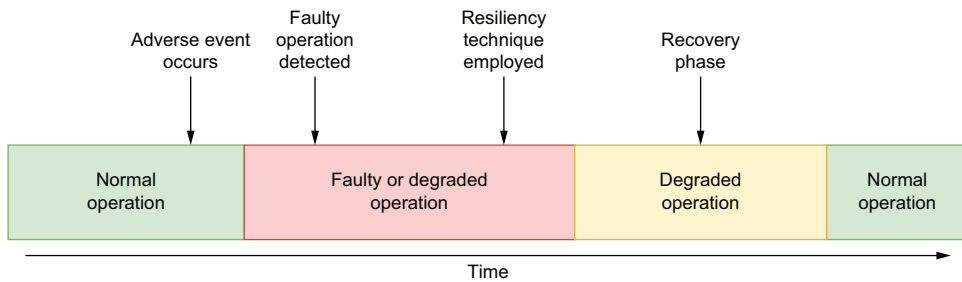 Adverse event
occurs
Faulty
operation
detected
Resiliency
technique
employed
Recovery
phase
Normal
operation
Faulty or degraded
operation
Degraded
operation
Normal
operation
Time